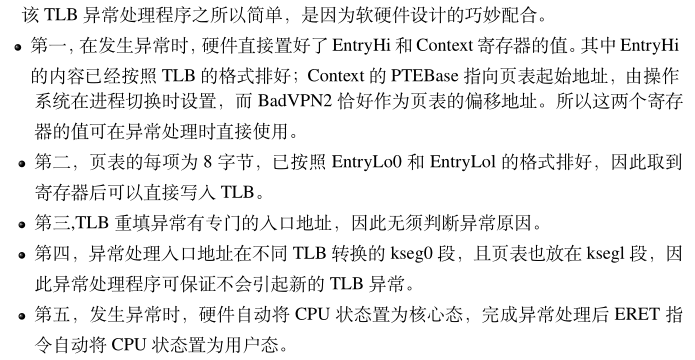 该 TLB 异常处理程序之所以简单，是因为软硬件设计的巧妙配合。
• 第一，在发生异常时，硬件直接置好了 EntryHi 和 Context 寄存器的值。其中 EntryHi
的内容已经按照 TLB 的格式排好；Context 的 PTEBase 指向页表起始地址，由操作
系统在进程切换时设置，而 BadVPN2 恰好作为页表的偏移地址。所以这两个寄存
器的值可在异常处理时直接使用。
• 第二，页表的每项为 8 字节，已按照 EntryLo0 和 EntryLol 的格式排好，因此取到
寄存器后可以直接写入 TLB。
• 第三,TLB 重填异常有专门的入口地址，因此无须判断异常原因。
• 第四，异常处理入口地址在不同 TLB 转换的 kseg0 段，且页表也放在 ksegl 段，因
此异常处理程序可保证不会引起新的 TLB 异常。
• 第五，发生异常时，硬件自动将 CPU 状态置为核心态，完成异常处理后 ERET 指
令自动将 CPU 状态置为用户态。